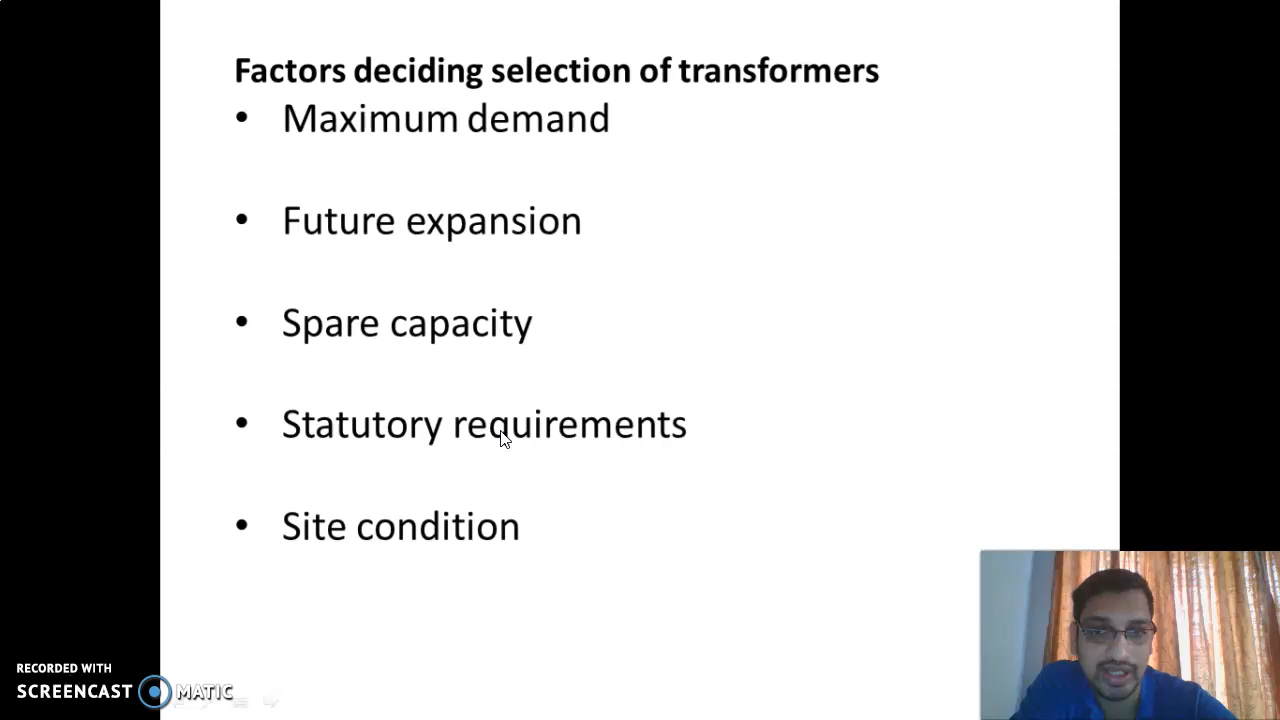 Factors deciding selection of transformers
• Maximum demand
• Future expansion
• Spare capacity
• Statutory requirements
• Site condition
RECORDED WITH
SCREENCAST MATIC